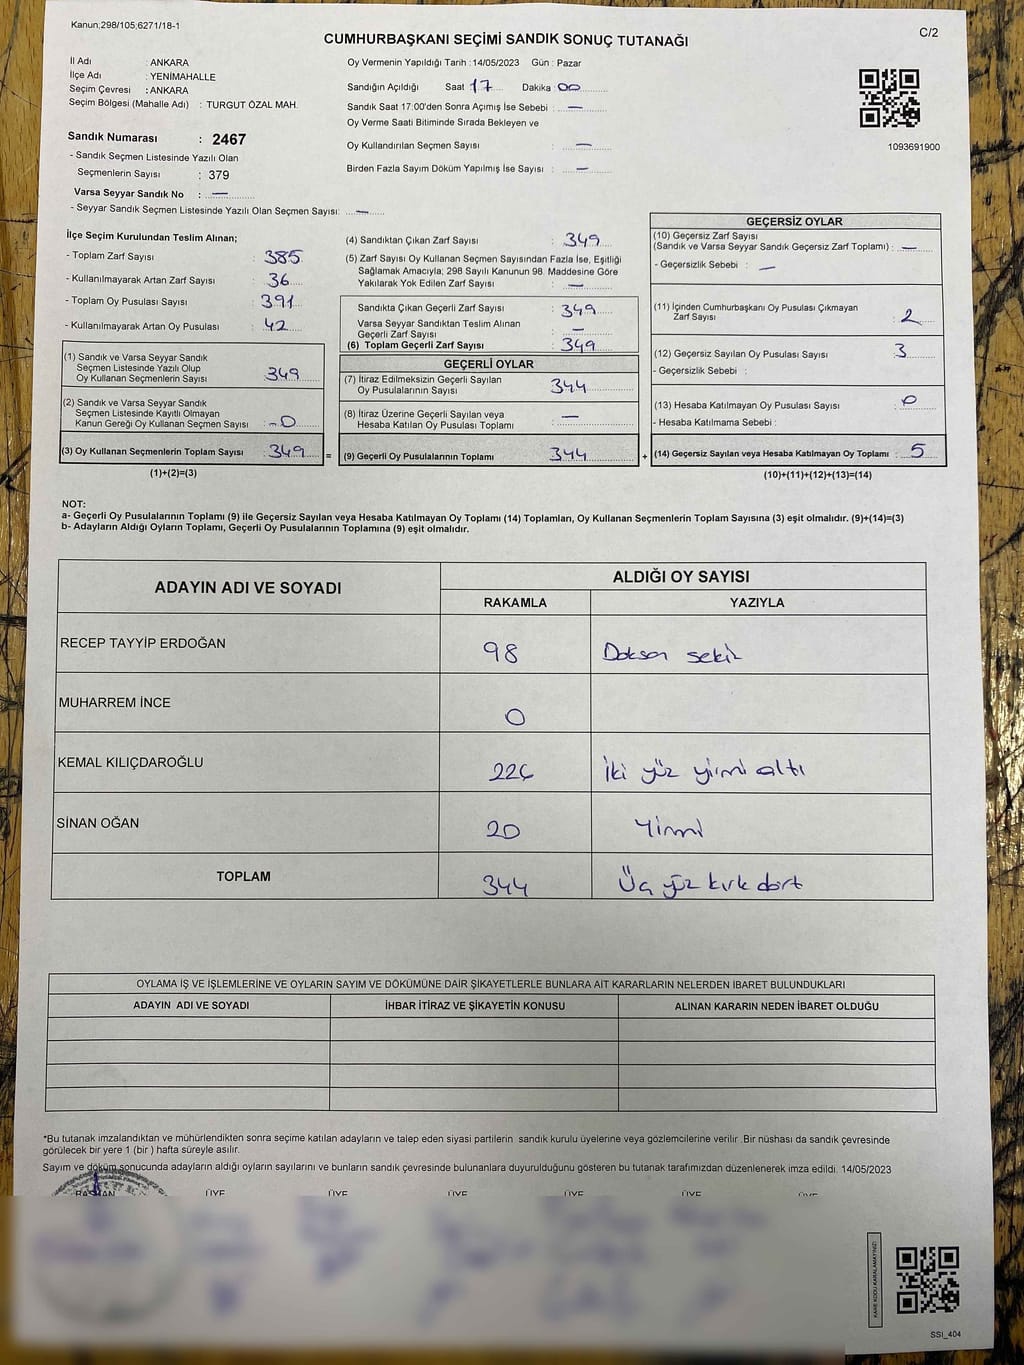 Kanun;298/105;6271/18-1
C/2
CUMHURBAŞKANI SEÇİMİ SANDIK SONUÇ TUTANAĞI
İl Adı : ANKARA
İlçe Adı : YENİMAHALLE
Seçim Çevresi : ANKARA
Seçim Bölgesi (Mahalle Adı) : TURGUT ÖZAL MAH.
Sandık Numarası : 2467
- Sandık Seçmen Listesinde Yazılı Olan
Seçmenlerin Sayısı : 379
Varsa Seyyar Sandık No : —
- Seyyar Sandık Seçmen Listesinde Yazılı Olan Seçmen Sayısı: —
Oy Vermenin Yapıldığı Tarih : 14/05/2023 Gün : Pazar
Sandığın Açıldığı Saat 17 Dakika : 00
Sandık Saat 17:00'den Sonra Açımış İse Sebebi : —
Oy Verme Saati Bitiminde Sırada Bekleyen ve
Oy Kullandırılan Seçmen Sayısı : —
Birden Fazla Sayım Döküm Yapılmış İse Sayısı : —
1093691900
İlçe Seçim Kurulundan Teslim Alınan;
- Toplam Zarf Sayısı : 385
- Kullanılmayarak Artan Zarf Sayısı : 36
- Toplam Oy Pusulası Sayısı : 391
- Kullanılmayarak Artan Oy Pusulası : 42
(1) Sandık ve Varsa Seyyar Sandık
Seçmen Listesinde Yazılı Olup
Oy Kullanan Seçmenlerin Sayısı : 349
(2) Sandık ve Varsa Seyyar Sandık
Seçmen Listesinde Kayıtlı Olmayan
Kanun Gereği Oy Kullanan Seçmen Sayısı : 0
(3) Oy Kullanan Seçmenlerin Toplam Sayısı : 349 =
(1)+(2)=(3)
(4) Sandıktan Çıkan Zarf Sayısı : 349
(5) Zarf Sayısı Oy Kullanan Seçmen Sayısından Fazla İse, Eşitliği
Sağlamak Amacıyla; 298 Sayılı Kanunun 98. Maddesine Göre
Yakılarak Yok Edilen Zarf Sayısı : —
Sandıkta Çıkan Geçerli Zarf Sayısı : 349
Varsa Seyyar Sandıktan Teslim Alınan
Geçerli Zarf Sayısı : —
(6) Toplam Geçerli Zarf Sayısı : 349
GEÇERLİ OYLAR
(7) İtiraz Edilmeksizin Geçerli Sayılan
Oy Pusulalarının Sayısı : 344
(8) İtiraz Üzerine Geçerli Sayılan veya
Hesaba Katılan Oy Pusulası Toplamı : —
(9) Geçerli Oy Pusulalarının Toplamı : 344 +
GEÇERSİZ OYLAR
(10) Geçersiz Zarf Sayısı
(Sandık ve Varsa Seyyar Sandık Geçersiz Zarf Toplamı) : —
- Geçersizlik Sebebi : —
(11) İçinden Cumhurbaşkanı Oy Pusulası Çıkmayan
Zarf Sayısı : 2
(12) Geçersiz Sayılan Oy Pusulası Sayısı : 3
- Geçersizlik Sebebi :
(13) Hesaba Katılmayan Oy Pusulası Sayısı : 0
- Hesaba Katılmama Sebebi :
(14) Geçersiz Sayılan veya Hesaba Katılmayan Oy Toplamı : 5
(10)+(11)+(12)+(13)=(14)
NOT:
a- Geçerli Oy Pusulalarının Toplamı (9) ile Geçersiz Sayılan veya Hesaba Katılmayan Oy Toplamı (14) Toplamları, Oy Kullanan Seçmenlerin Toplam Sayısına (3) eşit olmalıdır. (9)+(14)=(3)
b- Adayların Aldığı Oyların Toplamı, Geçerli Oy Pusulalarının Toplamına (9) eşit olmalıdır.
ADAYIN ADI VE SOYADI
ALDIĞI OY SAYISI
RAKAMLA YAZIYLA
RECEP TAYYİP ERDOĞAN 98 Doksan sekiz
MUHARREM İNCE 0
KEMAL KILIÇDAROĞLU 226 İki yüz yirmi altı
SİNAN OĞAN 20 Yirmi
TOPLAM 344 Üç yüz kırk dört
OYLAMA İŞ VE İŞLEMLERİNE VE OYLARIN SAYIM VE DÖKÜMÜNE DAİR ŞİKAYETLERLE BUNLARA AİT KARARLARIN NELERDEN İBARET BULUNDUKLARI
ADAYIN ADI VE SOYADI İHBAR İTİRAZ VE ŞİKAYETİN KONUSU ALINAN KARARIN NEDEN İBARET OLDUĞU
*Bu tutanak imzalandıktan ve mühürlendikten sonra seçime katılan adayların ve talep eden siyasi partilerin sandık kurulu üyelerine veya gözlemcilerine verilir .Bir nüshası da sandık çevresinde
görülecek bir yere 1 (bir ) hafta süreyle asılır.
Sayım ve döküm sonucunda adayların aldığı oyların sayılarını ve bunların sandık çevresinde bulunanlara duyurulduğunu gösteren bu tutanak tarafımızdan düzenlenerek imza edildi. 14/05/2023
BAŞKAN ÜYE ÜYE ÜYE ÜYE ÜYE ÜYE
KARE KODU KARALAMAYINIZ!
SSI_404